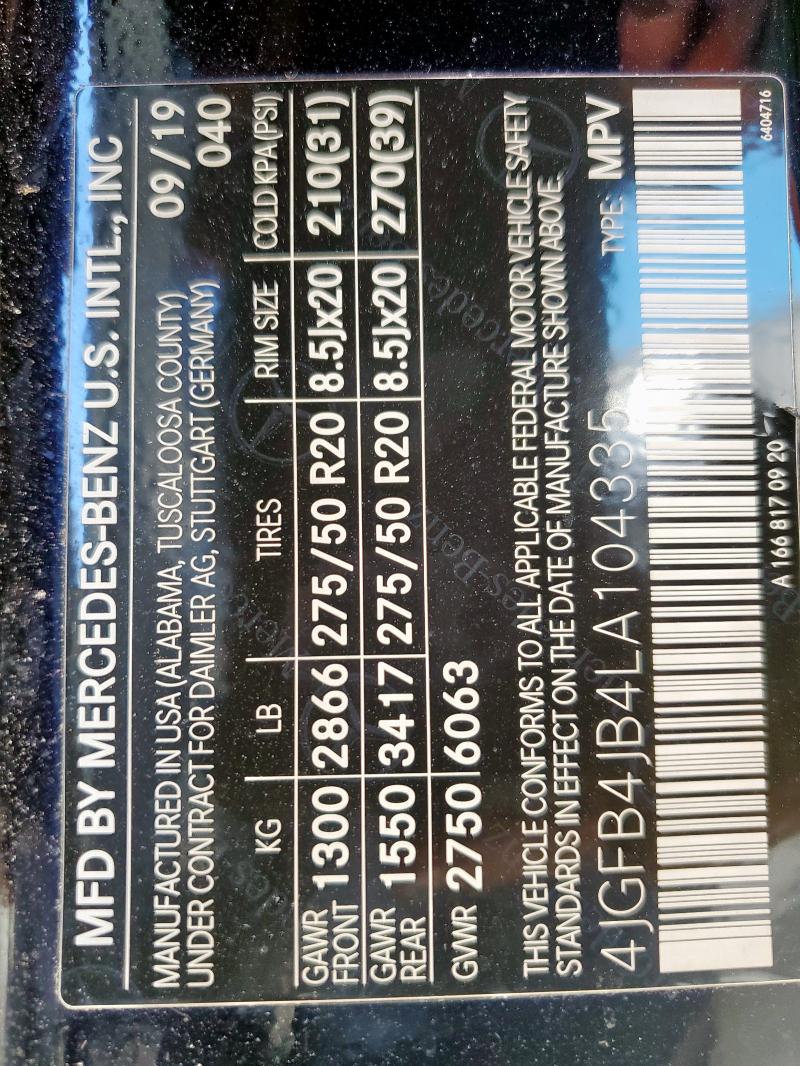 MFD BY MERCEDES-BENZ U.S. INTL., INC
MANUFACTURED IN USA (ALABAMA, TUSCALOOSA COUNTY) 09/19
UNDER CONTRACT FOR DAIMLER AG, STUTTGART (GERMANY) 040
KG LB TIRES RIM SIZE COLD KPA(PSI)
GAWR FRONT 1300 2866 275/50 R20 8.5Jx20 210(31)
GAWR REAR 1550 3417 275/50 R20 8.5Jx20 270(39)
GVWR 2750 6063
THIS VEHICLE CONFORMS TO ALL APPLICABLE FEDERAL MOTOR VEHICLE SAFETY
STANDARDS IN EFFECT ON THE DATE OF MANUFACTURE SHOWN ABOVE.
4JGFB4JB4LA104335 TYPE: MPV
A 166 817 09 20 6404716